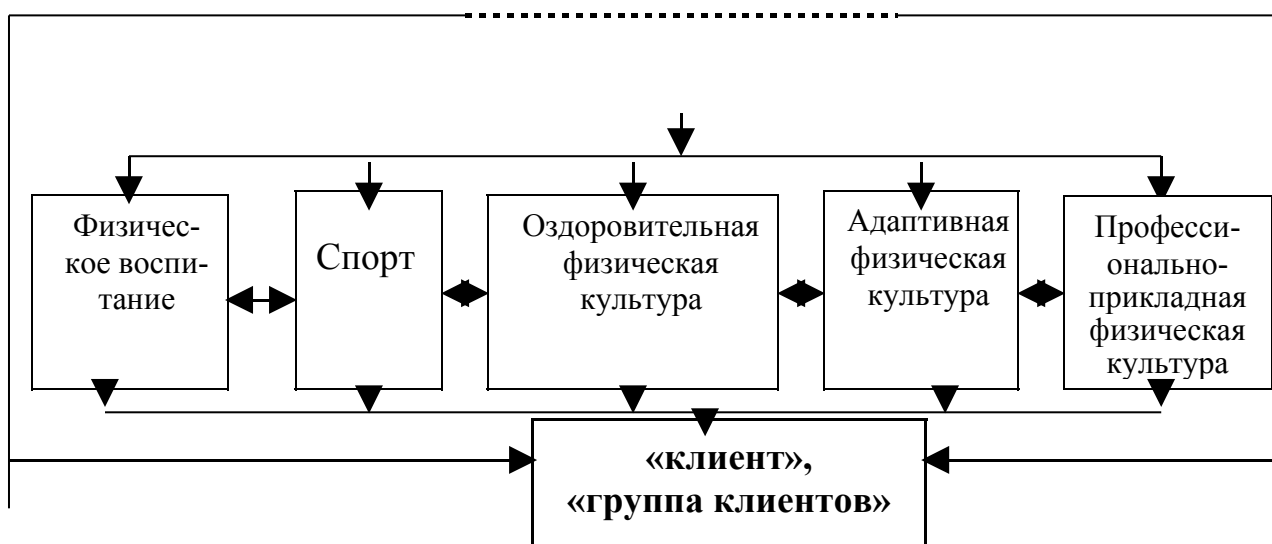 Физичес-
кое воспи-
тание
Спорт
Оздоровительная
физическая
культура
Адаптивная
физическая
культура
Професси-
онально-
прикладная
физическая
культура
«клиент»,
«группа клиентов»